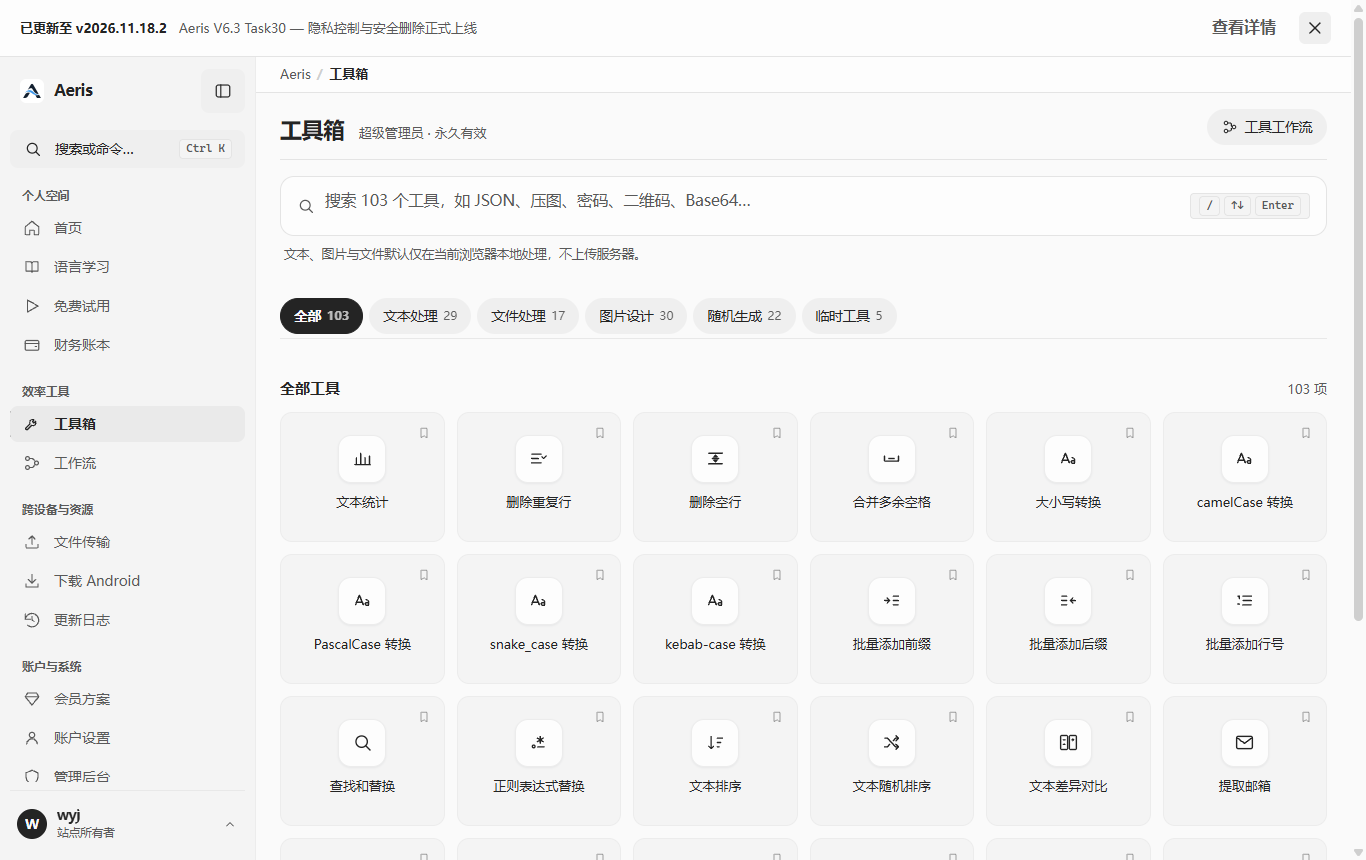 已更新至 v2026.11.18.2 Aeris V6.3 Task30 — 隐私控制与安全删除正式上线 查看详情
Aeris
搜索或命令... Ctrl K
个人空间
首页
语言学习
免费试用
财务账本
效率工具
工具箱
工作流
跨设备与资源
文件传输
下载 Android
更新日志
账户与系统
会员方案
账户设置
管理后台
W wyj
站点所有者
Aeris / 工具箱
工具箱 超级管理员 · 永久有效 工具工作流
搜索 103 个工具，如 JSON、压图、密码、二维码、Base64... / ↑↓ Enter
文本、图片与文件默认仅在当前浏览器本地处理，不上传服务器。
全部 103 文本处理 29 文件处理 17 图片设计 30 随机生成 22 临时工具 5
全部工具 103 项
文本统计 删除重复行 删除空行 合并多余空格 大小写转换 camelCase 转换
PascalCase 转换 snake_case 转换 kebab-case 转换 批量添加前缀 批量添加后缀 批量添加行号
查找和替换 正则表达式替换 文本排序 文本随机排序 文本差异对比 提取邮箱